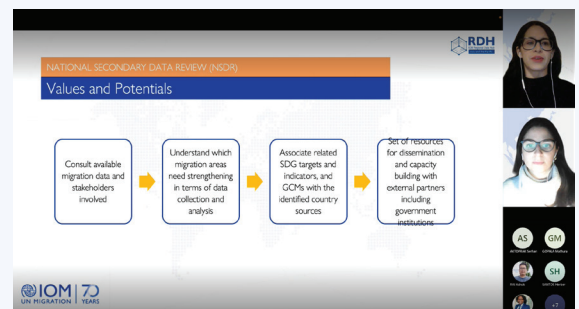 RDH
NATIONAL SECONDARY DATA REVIEW (NSDR)
Values and Potentials
Consult available
migration data and
stakeholders
involved
Understand which
migration areas
need strengthening
in terms of data
collection and
analysis
Associate related
SDG targets and
indicators, and
GCMs with the
identified country
sources
Set of resources
for dissemination
and capacity
building with
external partners
including
government
institutions
AS
GM
SH
+7
IOM
UN MIGRATION
70
YEARS